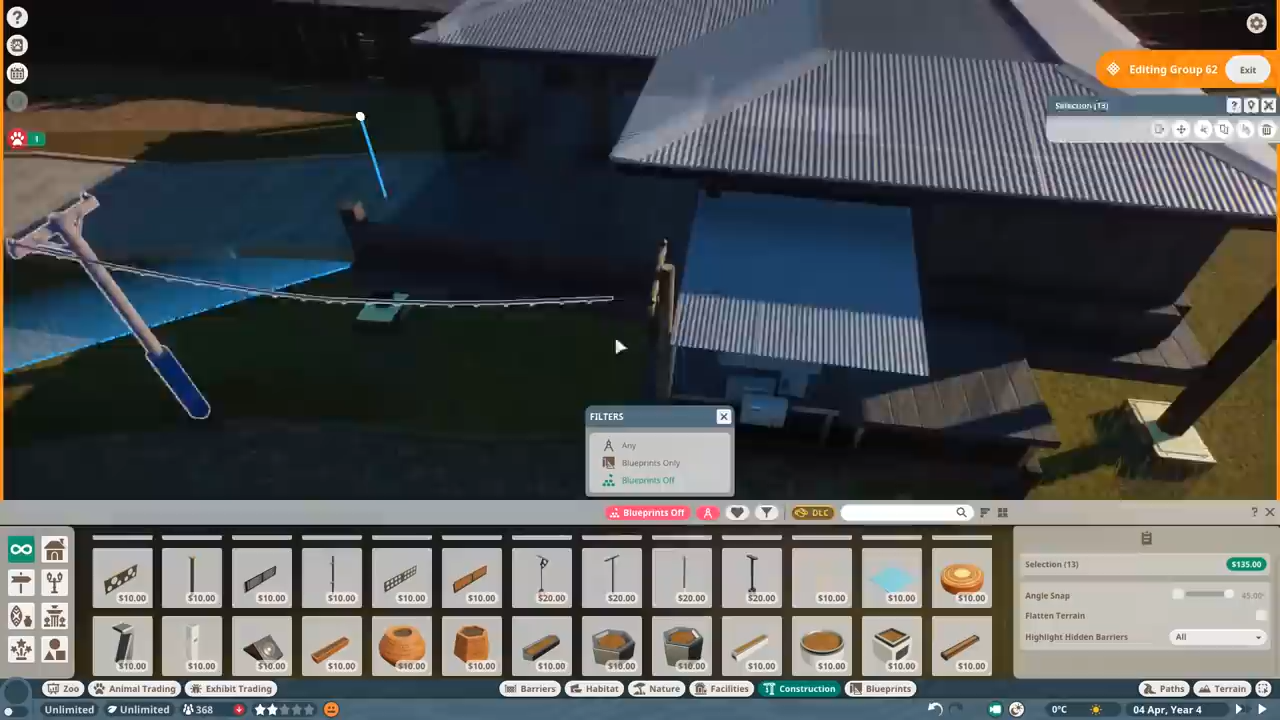 ?
Editing Group 62
Exit
Selection (13)
?
1
FILTERS
Any
Blueprints Only
Blueprints Off
Blueprints Off
DLC
?
$10.00 $10.00 $10.00 $10.00 $10.00 $10.00 $20.00 $20.00 $20.00 $20.00 $10.00 $10.00 $10.00
$10.00 $10.00 $10.00 $10.00 $10.00 $10.00 $10.00 $10.00 $10.00 $10.00 $10.00 $10.00 $10.00
Selection (13) $135.00
Angle Snap 45.00°
Flatten Terrain
Highlight Hidden Barriers All
Zoo Animal Trading Exhibit Trading Barriers Habitat Nature Facilities Construction Blueprints Paths Terrain
Unlimited Unlimited 368 0°C 04 Apr, Year 4